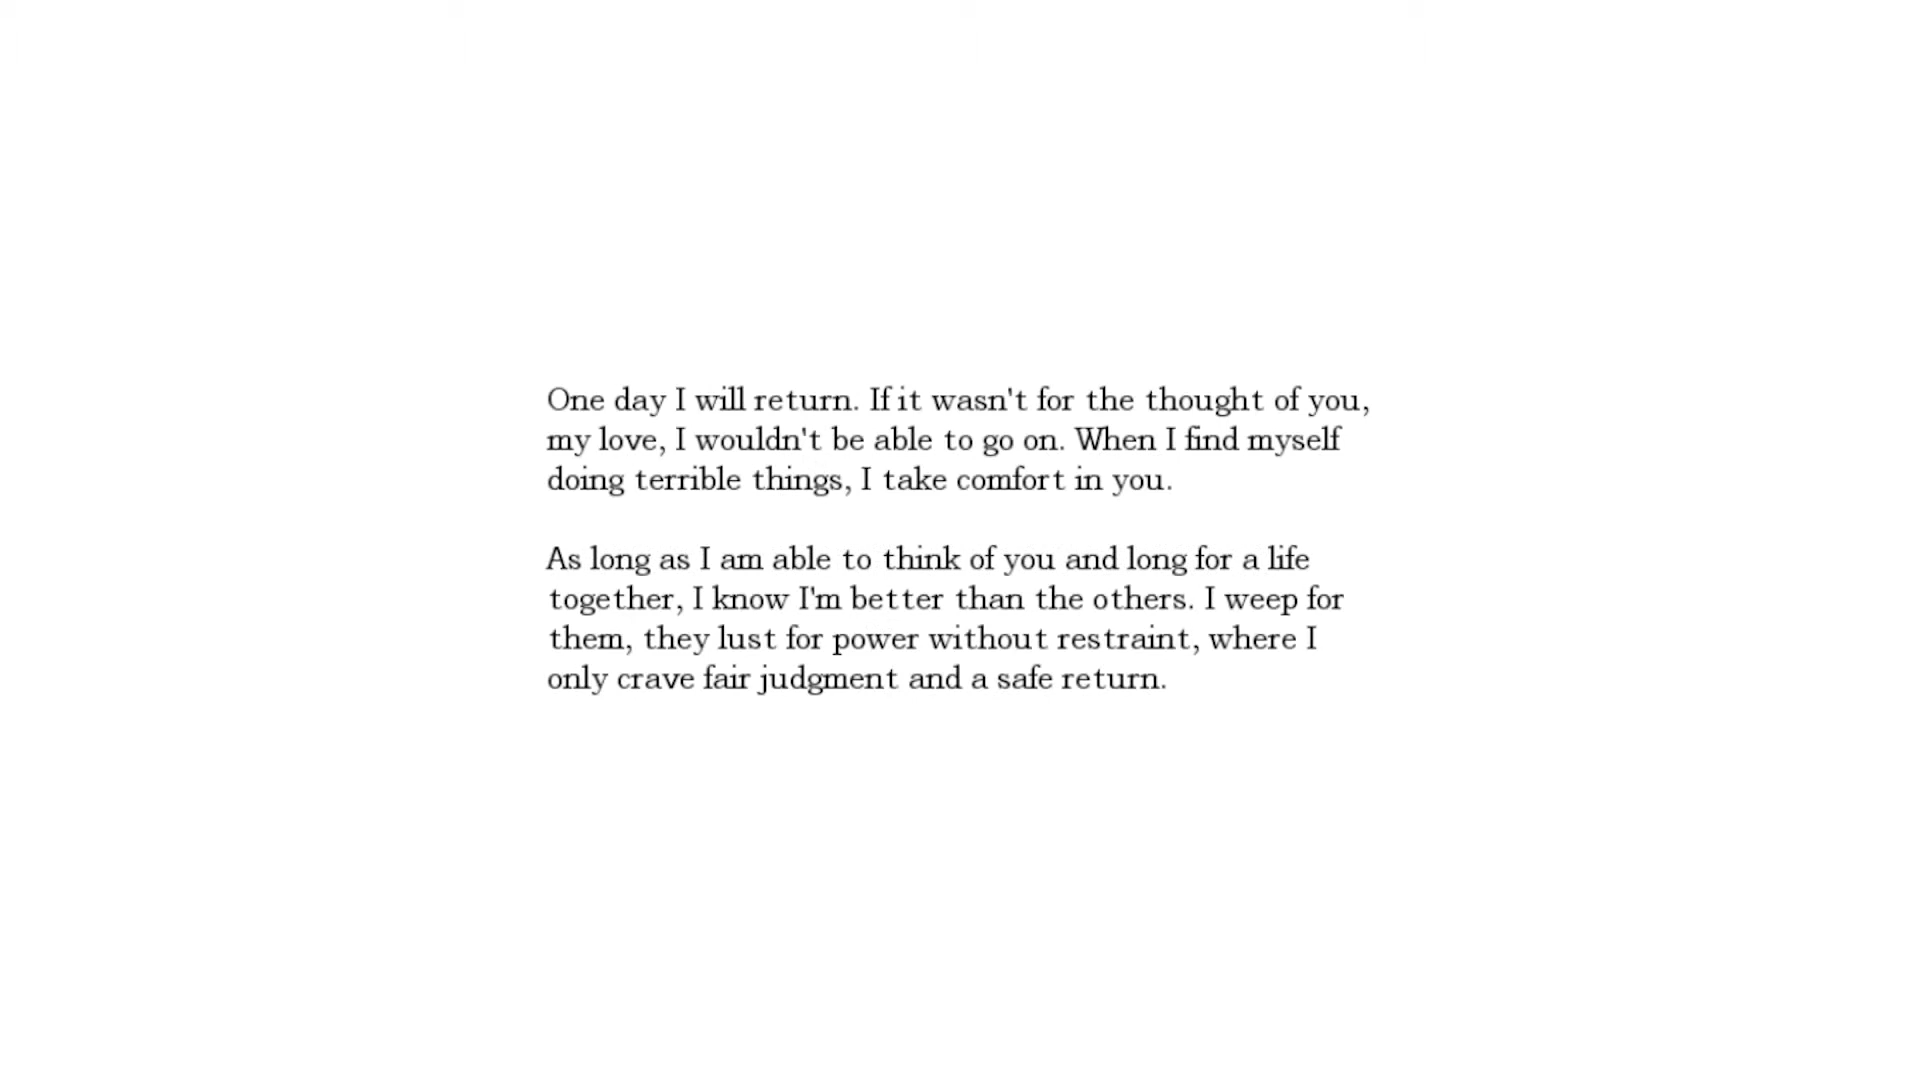 One day I will return. If it wasn't for the thought of you,
my love, I wouldn't be able to go on. When I find myself
doing terrible things, I take comfort in you.
As long as I am able to think of you and long for a life
together, I know I'm better than the others. I weep for
them, they lust for power without restraint, where I
only crave fair judgment and a safe return.